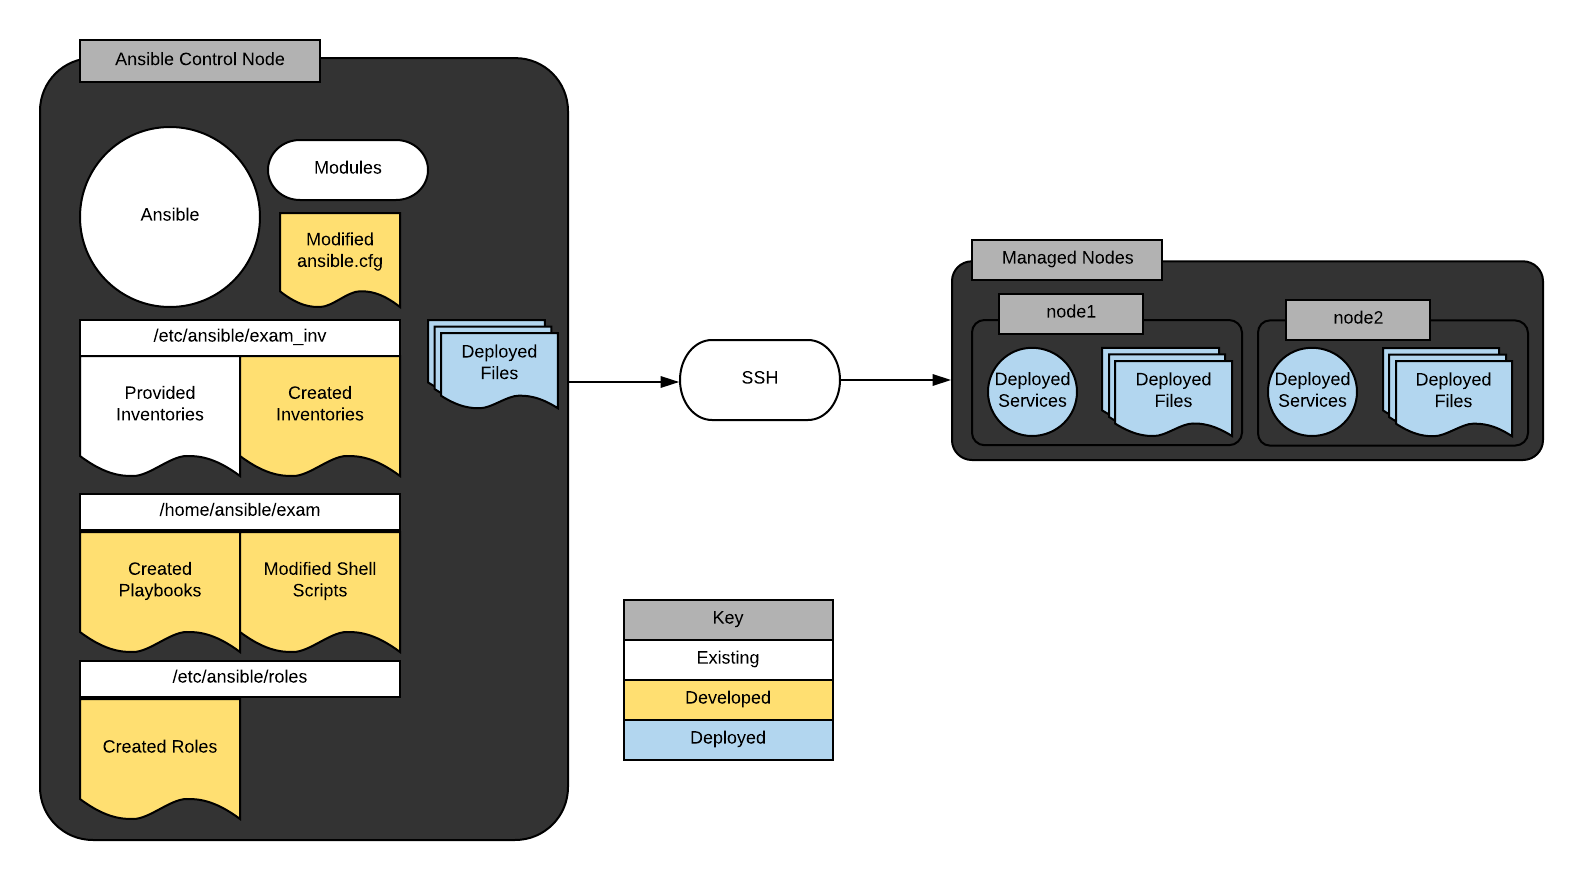 Ansible Control Node
Ansible
Modules
Modified
ansible.cfg
/etc/ansible/exam_inv
Provided
Inventories
Created
Inventories
Deployed
Files
/home/ansible/exam
Created
Playbooks
Modified Shell
Scripts
/etc/ansible/roles
Created Roles
SSH
Managed Nodes
node1
Deployed
Services
Deployed
Files
node2
Deployed
Services
Deployed
Files
Key
Existing
Developed
Deployed